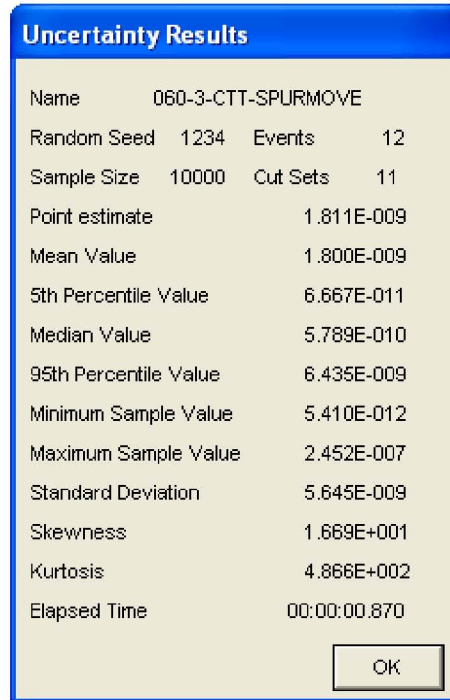 Uncertainty Results
Name 060-3-CTT-SPURMOVE
Random Seed 1234 Events 12
Sample Size 10000 Cut Sets 11
Point estimate 1.811E-009
Mean Value 1.800E-009
5th Percentile Value 6.667E-011
Median Value 5.789E-010
95th Percentile Value 6.435E-009
Minimum Sample Value 5.410E-012
Maximum Sample Value 2.452E-007
Standard Deviation 5.645E-009
Skewness 1.669E+001
Kurtosis 4.866E+002
Elapsed Time 00:00:00.870
OK